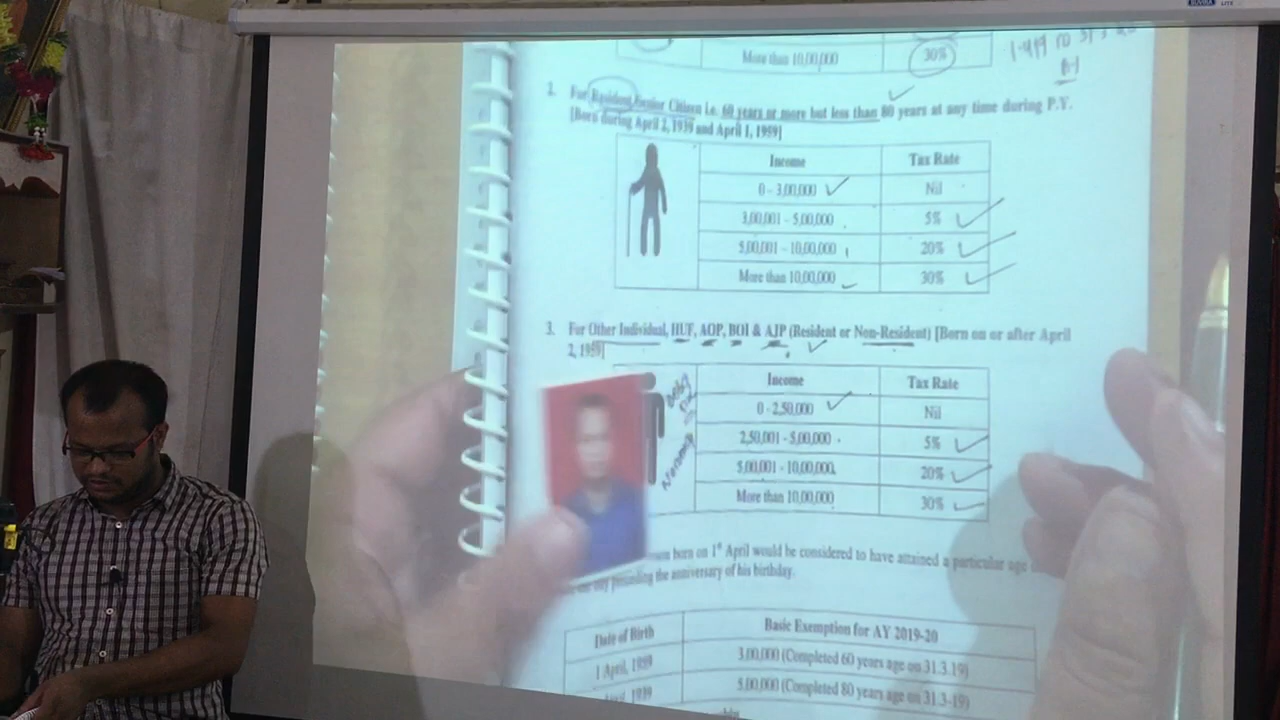 LITE
More than 10,00,000 30%
2. For Resident Senior Citizen i.e. 60 years or more but less than 80 years at any time during P.Y.
[Born during April 2, 1939 and April 1, 1959]
Income Tax Rate
0 - 3,00,000 Nil
3,00,001 - 5,00,000 5%
5,00,001 - 10,00,000 20%
More than 10,00,000 30%
3. For Other Individual, HUF, AOP, BOI & AJP (Resident or Non-Resident) [Born on or after April
2, 1959]
Income Tax Rate
0 - 2,50,000 Nil
2,50,001 - 5,00,000 5%
5,00,001 - 10,00,000 20%
More than 10,00,000 30%
born on 1st April would be considered to have attained a particular age
preceding the anniversary of his birthday.
Date of Birth Basic Exemption for AY 2019-20
1 April, 1959 3,00,000 (Completed 60 years age on 31.3.19)
1939 5,00,000 (Completed 80 years age on 31-3-19)